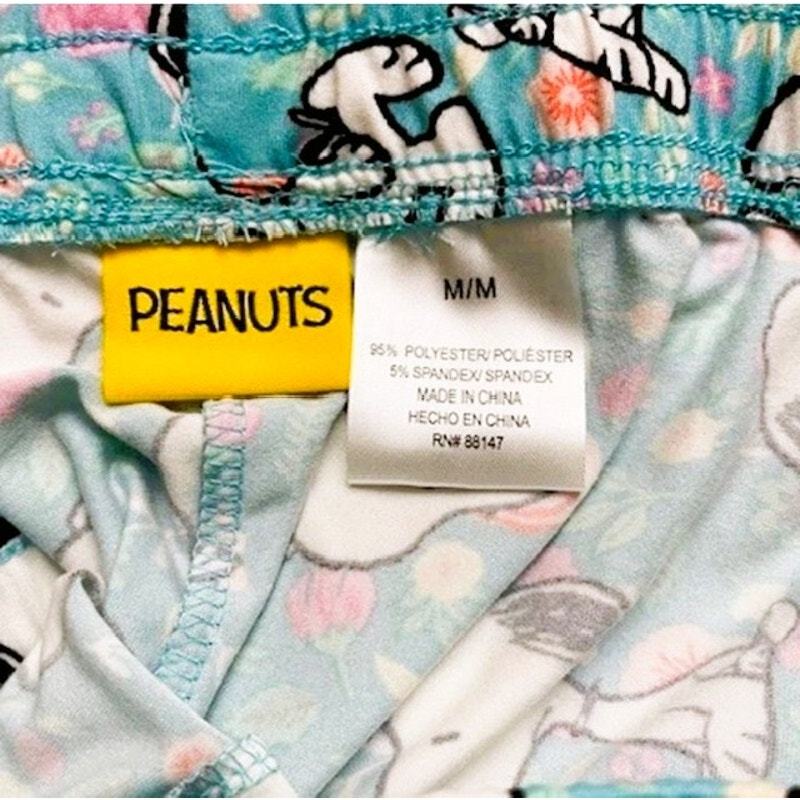 PEANUTS
M/M
95% POLYESTER/POLIÉSTER
5% SPANDEX/SPANDEX
MADE IN CHINA
HECHO EN CHINA
RN# 88147